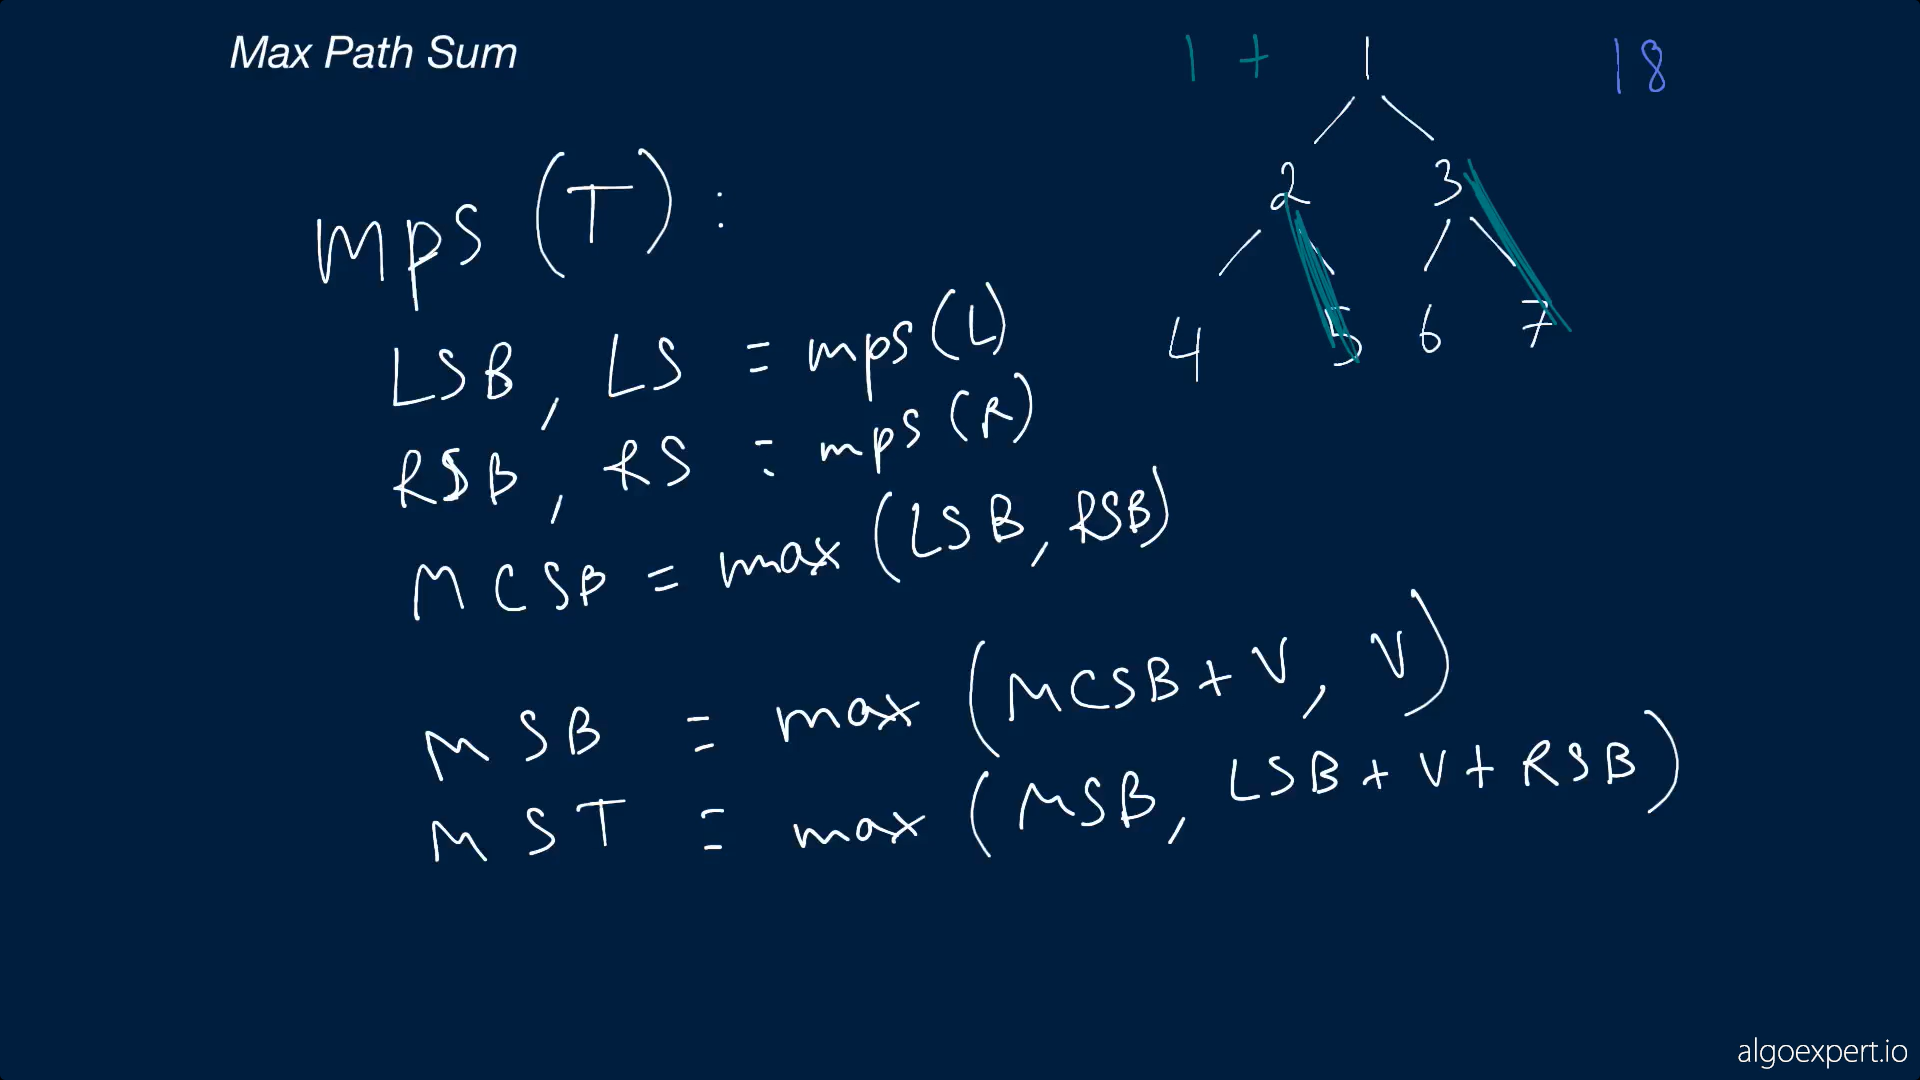 Max Path Sum
1 + 1
18
2 3
4 5 6 7
mps (T) :
LSB, LS = mps (L)
RSB, RS = mps (R)
MCSB = max (LSB, RSB)
MSB = max (MCSB + V, V)
MST = max (MSB, LSB + V + RSB)
algoexpert.io